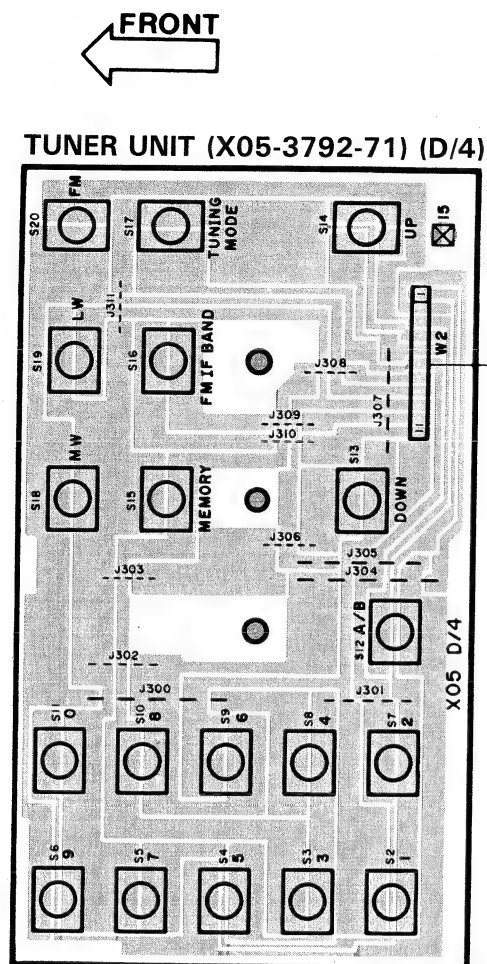 FRONT
TUNER UNIT (X05-3792-71) (D/4)
S20
FM
S17
TUNING
MODE
S14
UP
15
J311
S19
LW
S16
FM IF BAND
J308
W2
1
11
J307
J309
J310
S18
MW
S15
MEMORY
S13
DOWN
J306
J305
J304
J303
S12 A/B
X05 D/4
J302
J300
J301
S11
0
S10
8
S9
6
S8
4
S7
2
S6
9
S5
7
S4
5
S3
3
S2
1